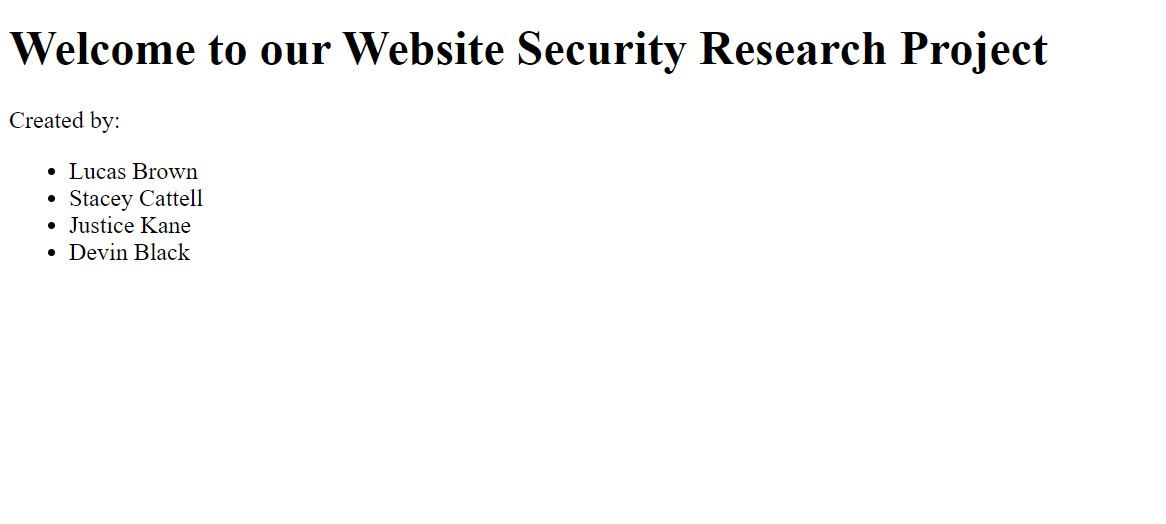 Welcome to our Website Security Research Project
Created by:
Lucas Brown
Stacey Cattell
Justice Kane
Devin Black